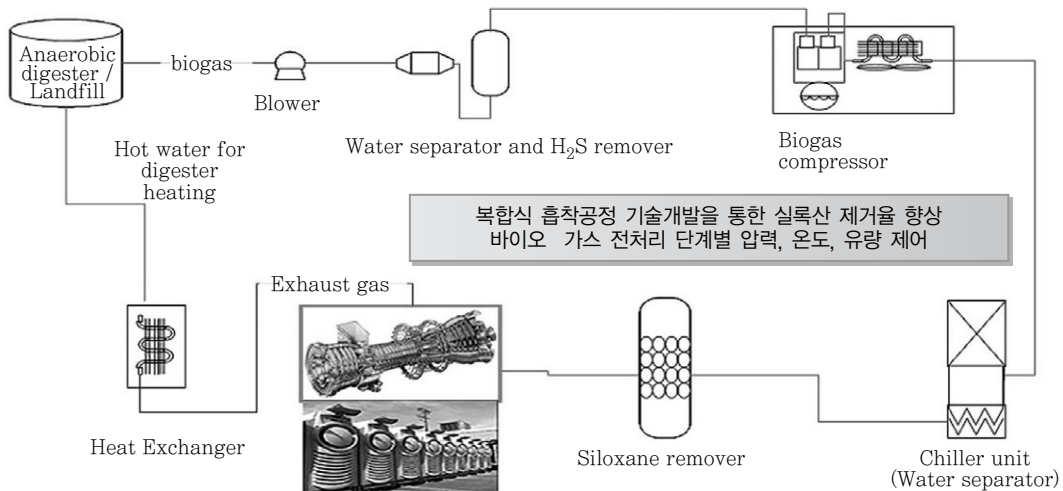 Anaerobic
digester /
Landfill
biogas
Blower
Water separator and H₂S remover
Biogas
compressor
Hot water for
digester
heating
복합식 흡착공정 기술개발을 통한 실록산 제거율 향상
바이오 가스 전처리 단계별 압력, 온도, 유량 제어
Exhaust gas
Heat Exchanger
Siloxane remover
Chiller unit
(Water separator)